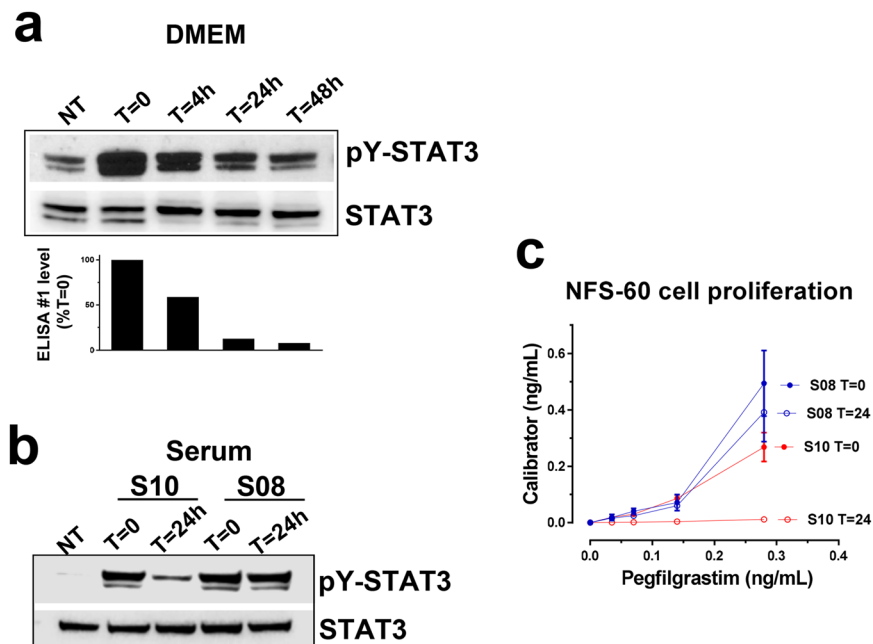 a
DMEM
NT T=0 T=4h T=24h T=48h
pY-STAT3
STAT3
ELISA #1 level
(%T=0)
100
50
0
b
Serum
S10 S08
NT T=0 T=24h T=0 T=24h
pY-STAT3
STAT3
c
NFS-60 cell proliferation
Calibrator (ng/mL)
0.6
0.4
0.2
0.0
0.0 0.1 0.2 0.3 0.4
Pegfilgrastim (ng/mL)
S08 T=0
S08 T=24
S10 T=0
S10 T=24